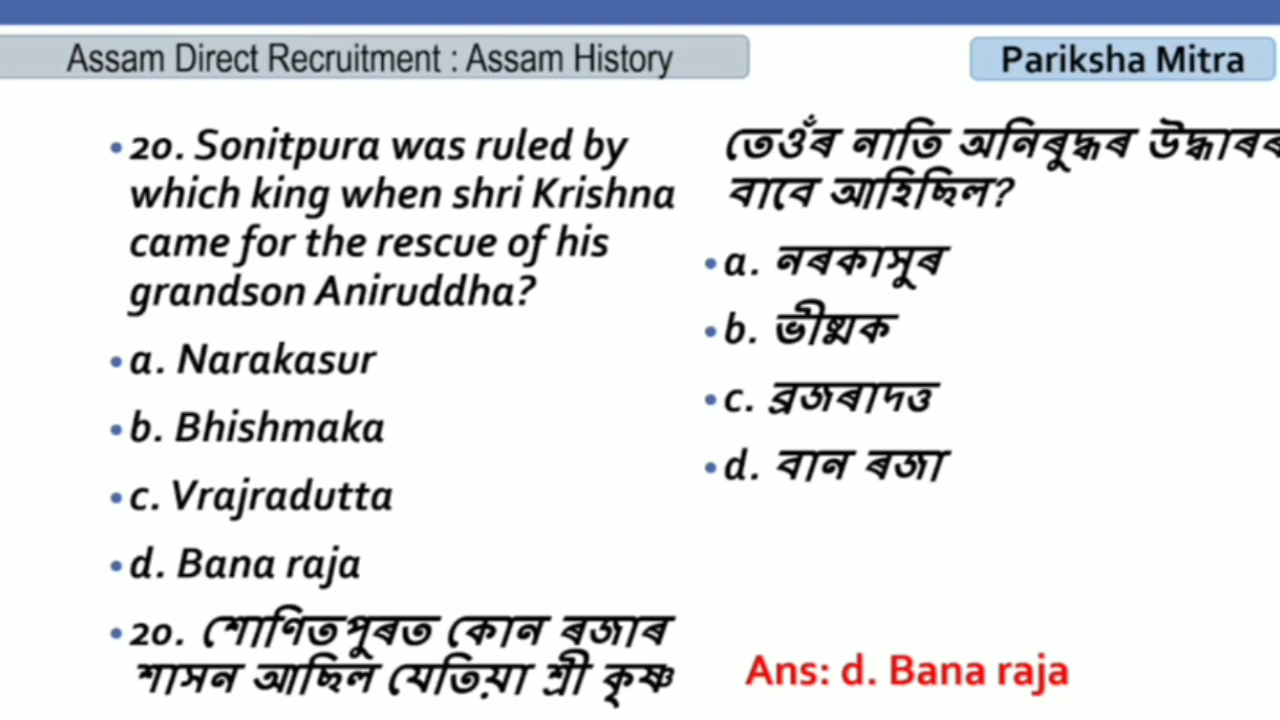 Assam Direct Recruitment : Assam History
Pariksha Mitra
• 20. Sonitpura was ruled by
which king when shri Krishna
came for the rescue of his
grandson Aniruddha?
• a. Narakasur
• b. Bhishmaka
• c. Vrajradutta
• d. Bana raja
• 20. শোণিতপুৰত কোন ৰজাৰ
শাসন আছিল যেতিয়া শ্ৰী কৃষ্ণ
তেওঁৰ নাতি অনিৰুদ্ধৰ উদ্ধাৰৰ
বাবে আহিছিল?
• a. নৰকাসুৰ
• b. ভীষ্মক
• c. ব্ৰজৰাদত্ত
• d. বান ৰজা
Ans: d. Bana raja